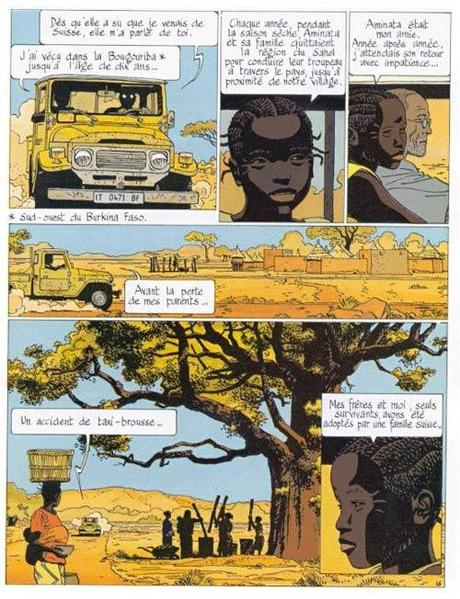 Dès qu'elle a su que je venais de
Suisse, elle m'a parlé de toi.
J'ai vécu dans la Bougouriba *
jusqu'à l'âge de dix ans...
IT 0471 BF
* Sud-ouest du Burkina Faso.
Chaque année, pendant
la saison sèche, Aminata
et sa famille quittaient
la région du Sahel
pour conduire leur troupeau
à travers le pays, jusqu'à
proximité de notre village.
Aminata était
mon amie.
Année après année,
j'attendais son retour
avec impatience...
Avant la perte
de mes parents...
Un accident de taxi-brousse...
Mes frères et moi, seuls
survivants, avons été
adoptés par une famille suisse...